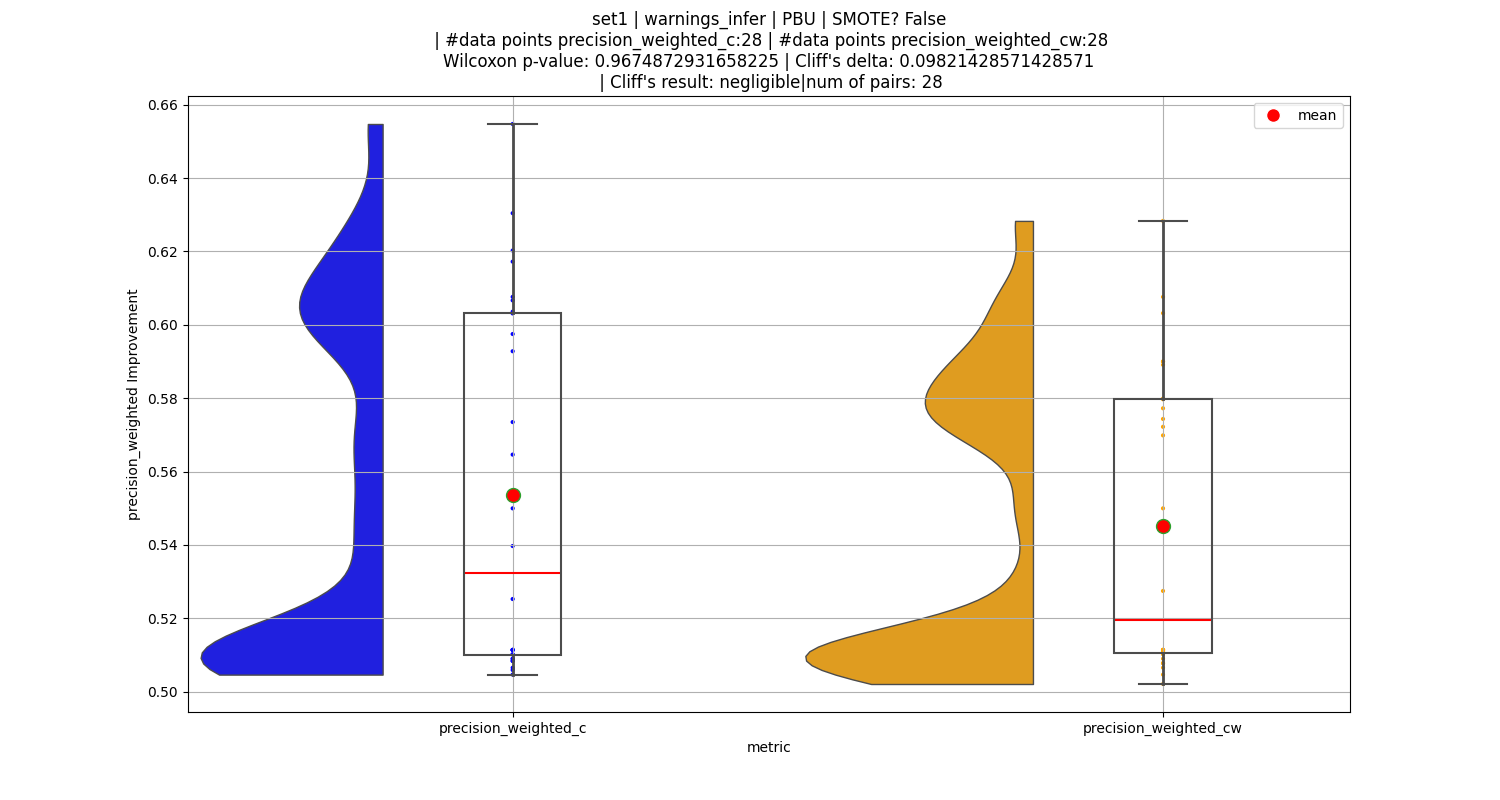 set1 | warnings_infer | PBU | SMOTE? False
| #data points precision_weighted_c:28 | #data points precision_weighted_cw:28
Wilcoxon p-value: 0.9674872931658225 | Cliff's delta: 0.09821428571428571
| Cliff's result: negligible|num of pairs: 28
mean
0.66
0.64
0.62
0.60
0.58
0.56
0.54
0.52
0.50
precision_weighted Improvement
precision_weighted_c
precision_weighted_cw
metric